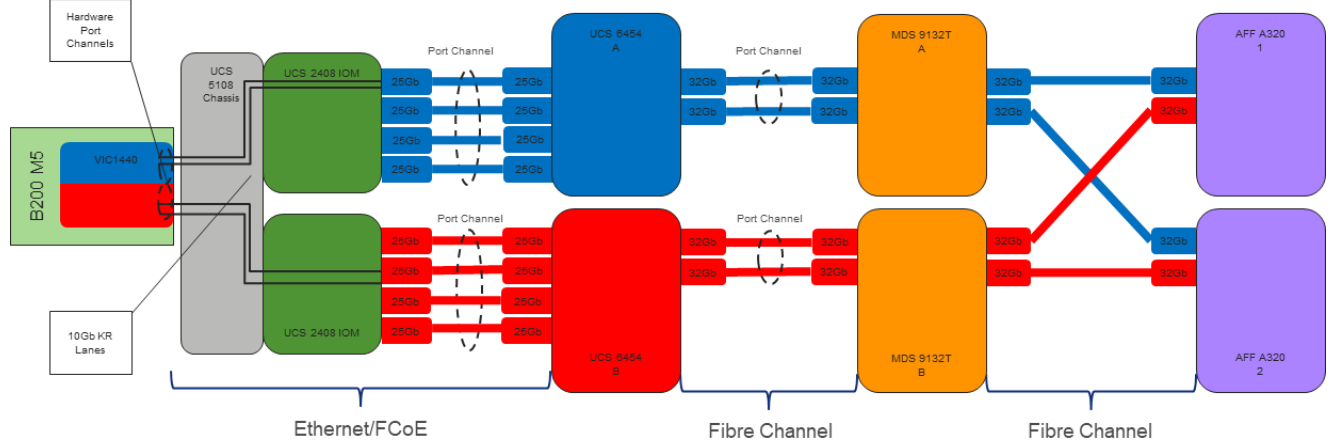 Hardware
Port
Channels
UCS
5108
Chassis
B200 M5
VIC1440
10Gb KR
Lanes
UCS 2408 IOM
25Gb
25Gb
25Gb
25Gb
Port Channel
25Gb
25Gb
25Gb
25Gb
UCS 2408 IOM
25Gb
25Gb
25Gb
25Gb
Port Channel
25Gb
25Gb
25Gb
25Gb
UCS 6454
A
32Gb
32Gb
Port Channel
32Gb
32Gb
UCS 6454
B
32Gb
32Gb
Port Channel
32Gb
32Gb
MDS 9132T
A
32Gb
32Gb
MDS 9132T
B
32Gb
32Gb
AFF A320
1
32Gb
32Gb
AFF A320
2
32Gb
32Gb
Ethernet/FCoE
Fibre Channel
Fibre Channel